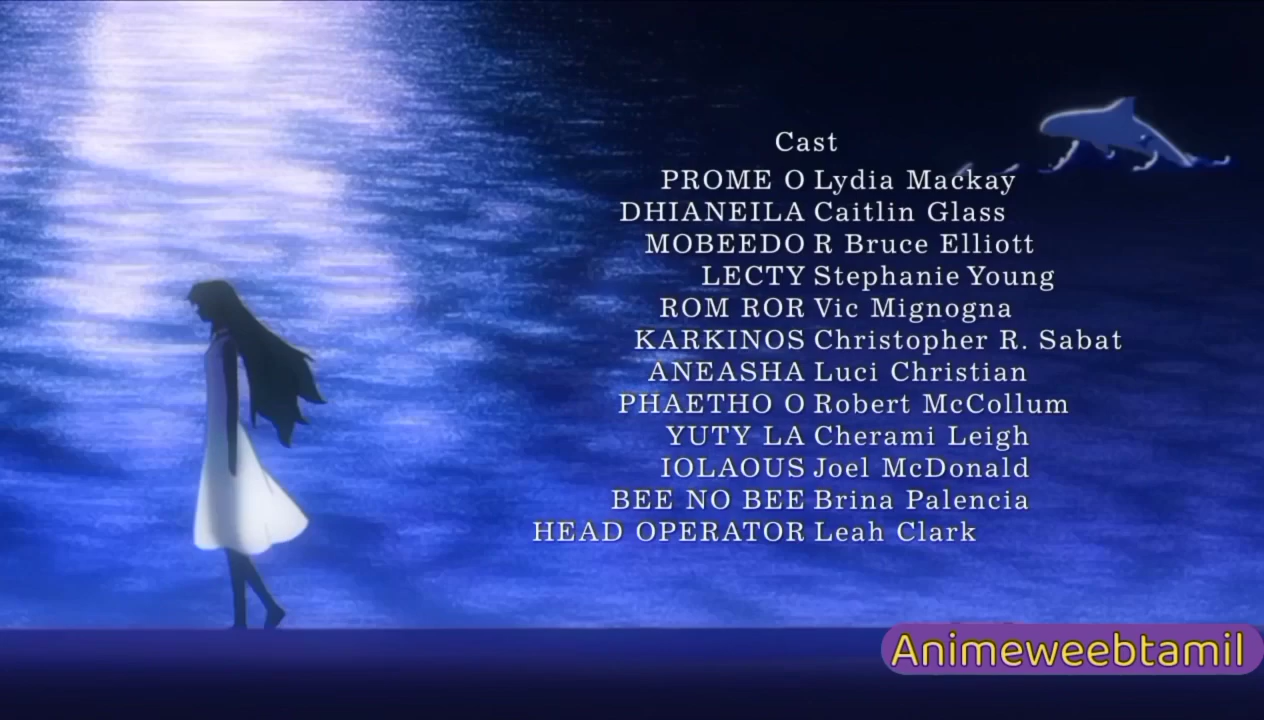 Cast
PROME O Lydia Mackay
DHIANEILA Caitlin Glass
MOBEEDO R Bruce Elliott
LECTY Stephanie Young
ROM ROR Vic Mignogna
KARKINOS Christopher R. Sabat
ANEASHA Luci Christian
PHAETHO O Robert McCollum
YUTY LA Cherami Leigh
IOLAOUS Joel McDonald
BEE NO BEE Brina Palencia
HEAD OPERATOR Leah Clark
Animeweebtamil